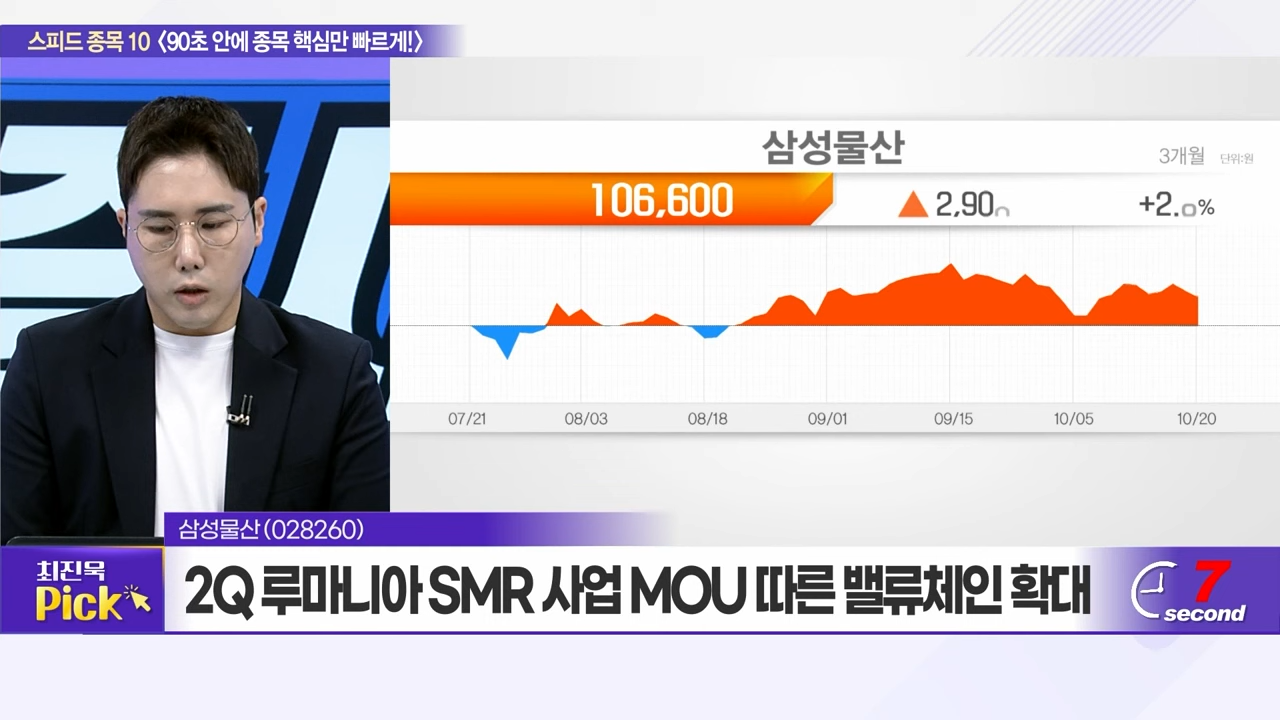 스피드 종목 10 〈90초 안에 종목 핵심만 빠르게!〉
삼성물산
3개월 단위:원
106,600
▲ 2,90
+2. %
07/21 08/03 08/18 09/01 09/15 10/05 10/20
삼성물산(028260)
최진욱
Pick
2Q 루마니아 SMR 사업 MOU 따른 밸류체인 확대
7
second